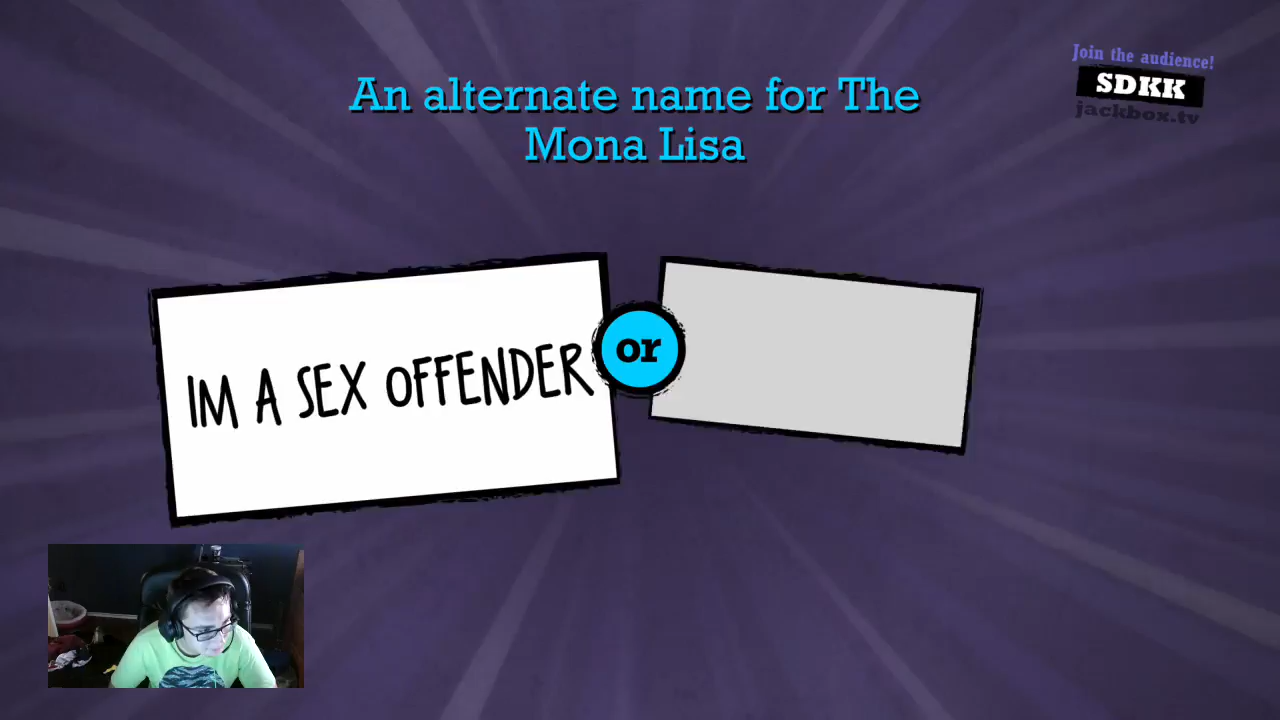 Join the audience!
SDKK
jackbox.tv
An alternate name for The
Mona Lisa
IM A SEX OFFENDER
or